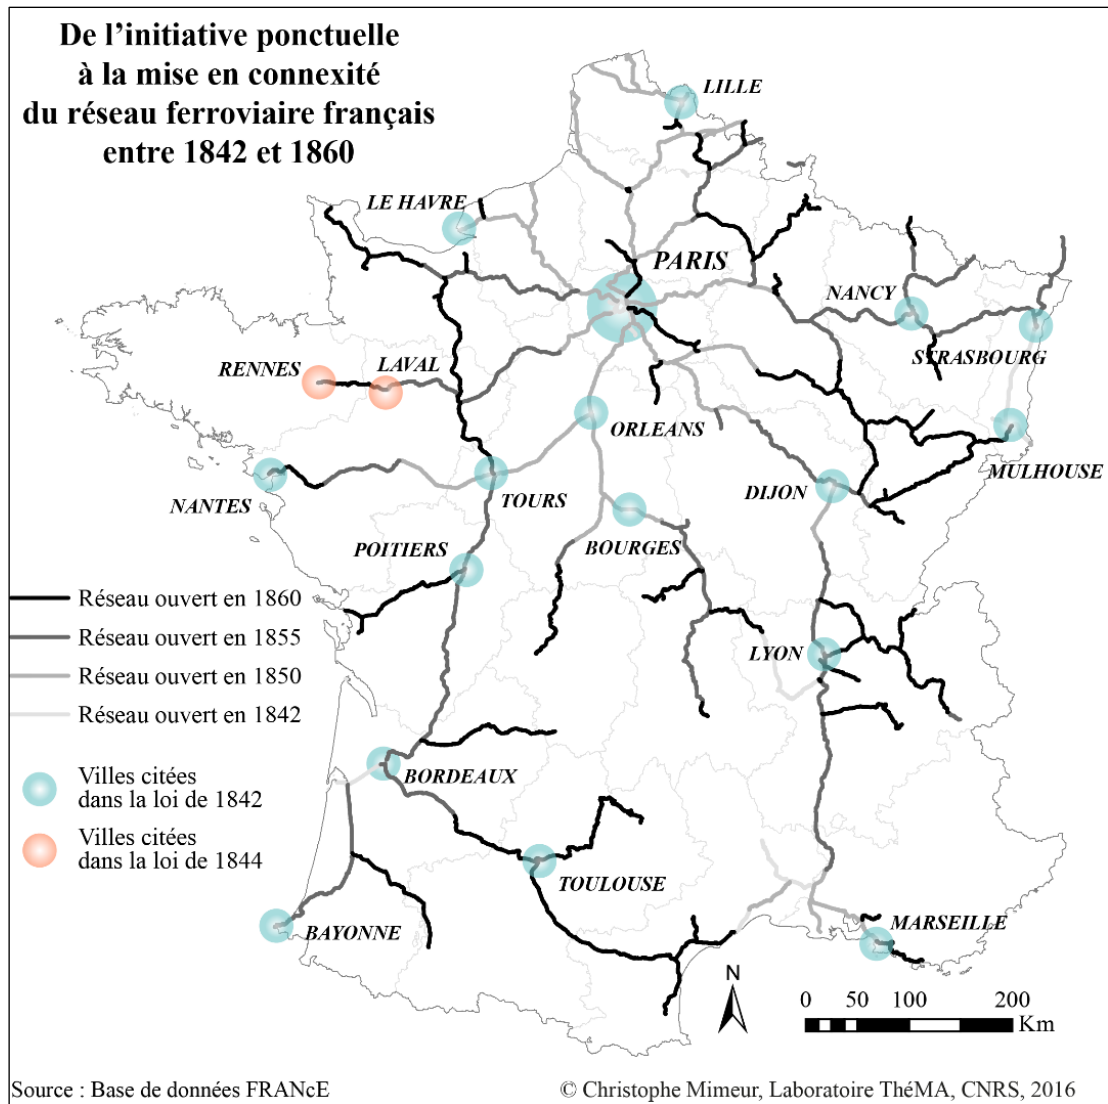 De l'initiative ponctuelle
à la mise en connexité
du réseau ferroviaire français
entre 1842 et 1860
LILLE
LE HAVRE
PARIS
NANCY
STRASBOURG
RENNES
LAVAL
ORLEANS
MULHOUSE
NANTES
TOURS
DIJON
BOURGES
POITIERS
Réseau ouvert en 1860
Réseau ouvert en 1855
LYON
Réseau ouvert en 1850
Réseau ouvert en 1842
Villes citées
dans la loi de 1842
BORDEAUX
Villes citées
dans la loi de 1844
TOULOUSE
BAYONNE
MARSEILLE
N
0 50 100 200
Km
Source : Base de données FRANcE
© Christophe Mimeur, Laboratoire ThéMA, CNRS, 2016